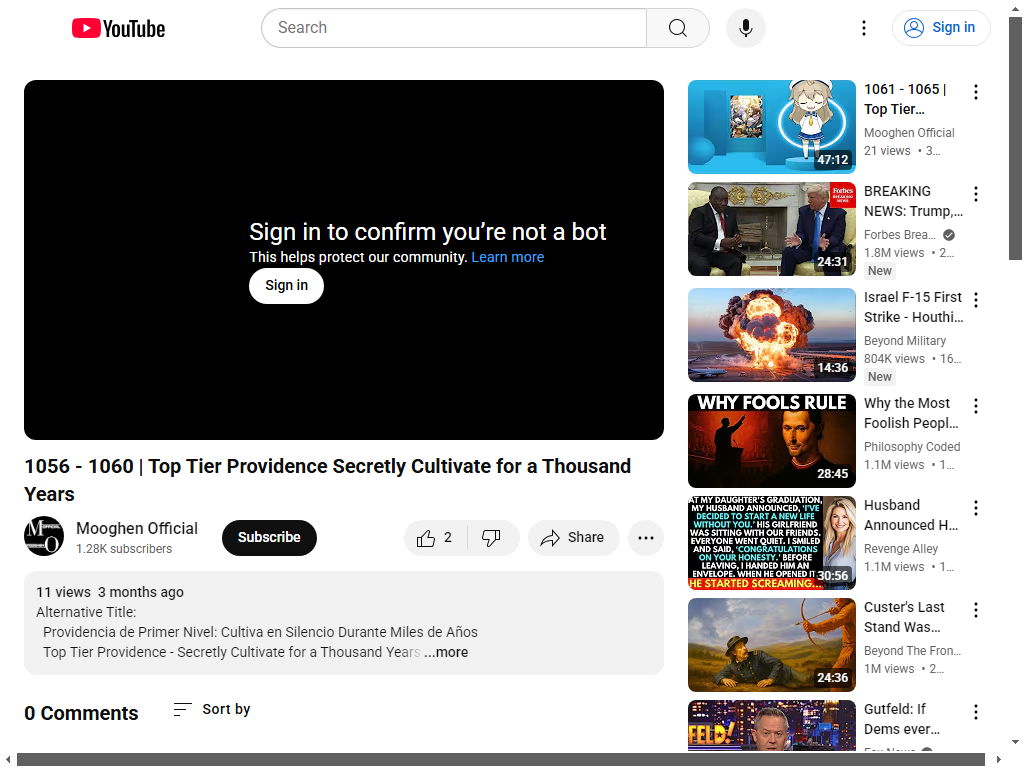 YouTube
Search
Sign in
Sign in to confirm you're not a bot
This helps protect our community. Learn more
Sign in
1056 - 1060 | Top Tier Providence Secretly Cultivate for a Thousand
Years
Mooghen Official
1.28K subscribers
Subscribe
2
Share
11 views 3 months ago
Alternative Title:
Providencia de Primer Nivel: Cultiva en Silencio Durante Miles de Años
Top Tier Providence - Secretly Cultivate for a Thousand Years ...more
0 Comments
Sort by
47:12
1061 - 1065 |
Top Tier...
Mooghen Official
21 views • 3...
Forbes
BREAKING
NEWS
24:31
BREAKING
NEWS: Trump,...
Forbes Brea...
1.8M views • 2...
New
14:36
Israel F-15 First
Strike - Houthi...
Beyond Military
804K views • 16...
New
WHY FOOLS RULE
28:45
Why the Most
Foolish Peopl...
Philosophy Coded
1.1M views • 1...
AT MY DAUGHTER'S GRADUATION,
MY HUSBAND ANNOUNCED, 'I'VE
DECIDED TO START A NEW LIFE
WITHOUT YOU.' HIS GIRLFRIEND
WAS SITTING WITH OUR FRIENDS.
EVERYONE WENT QUIET. I SMILED
AND SAID, 'CONGRATULATIONS
ON YOUR HONESTY.' BEFORE
LEAVING, I HANDED HIM AN
ENVELOPE. WHEN HE OPENED IT
HE STARTED SCREAMING...
30:56
Husband
Announced H...
Revenge Alley
1.1M views • 1...
24:36
Custer's Last
Stand Was...
Beyond The Fron...
1M views • 2...
FELD!
Gutfeld: If
Dems ever...
Fox News